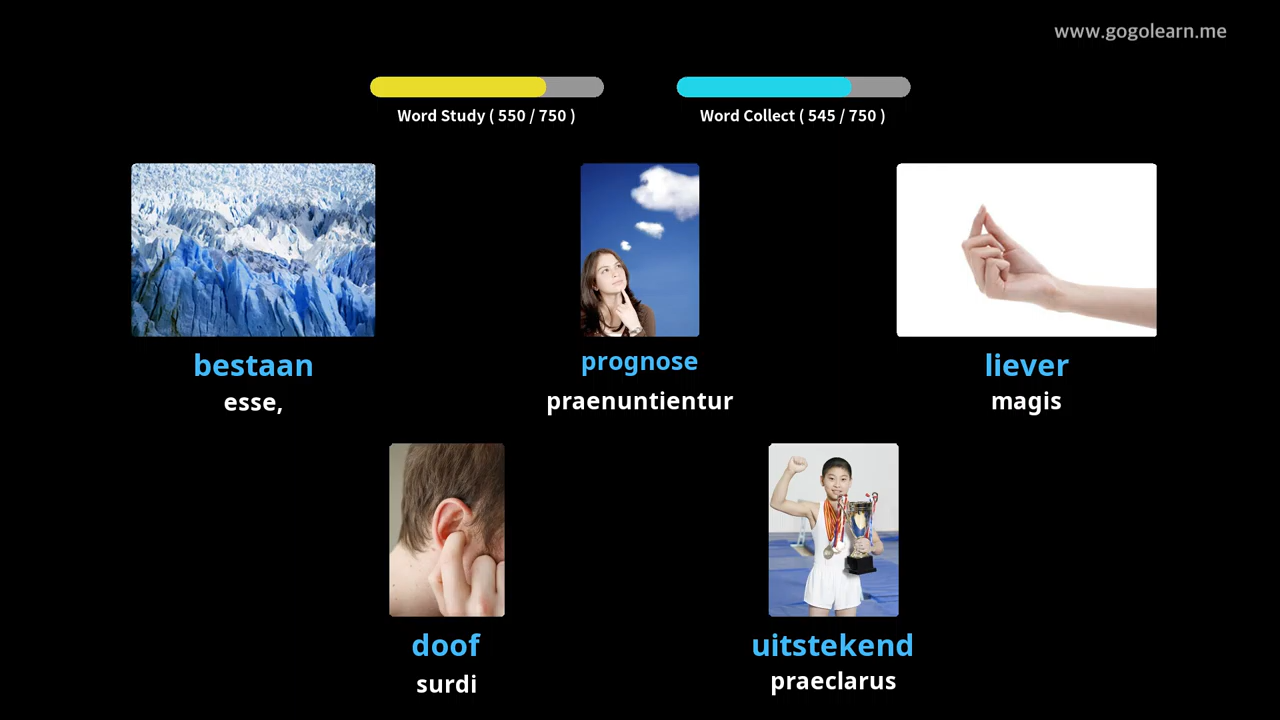 www.gogolearn.me
Word Study ( 550 / 750 )
Word Collect ( 545 / 750 )
bestaan
esse,
prognose
praenuntientur
liever
magis
doof
surdi
uitstekend
praeclarus